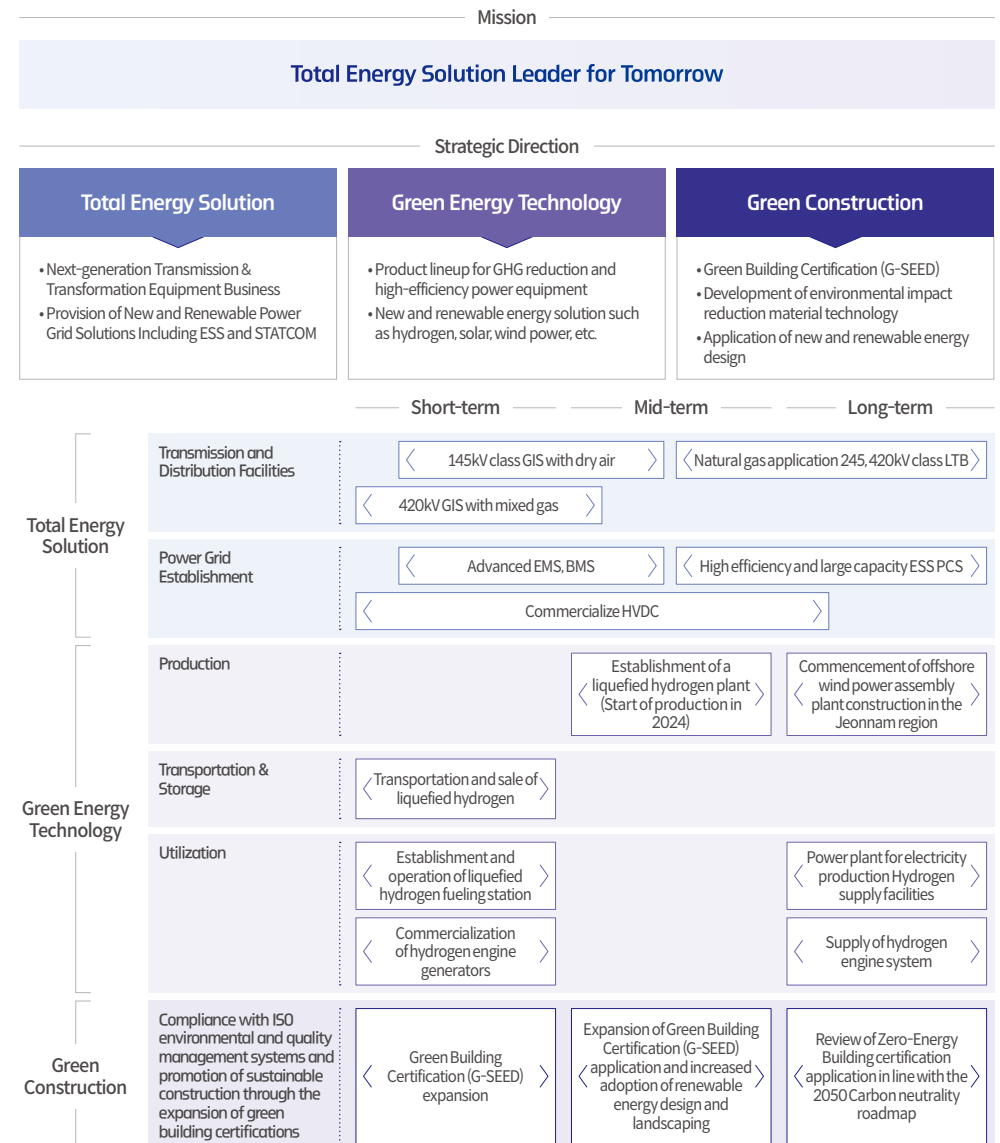 Mission
Total Energy Solution Leader for Tomorrow
Strategic Direction
Total Energy Solution
• Next-generation Transmission &
Transformation Equipment Business
• Provision of New and Renewable Power
Grid Solutions Including ESS and STATCOM
Green Energy Technology
• Product lineup for GHG reduction and
high-efficiency power equipment
• New and renewable energy solution such
as hydrogen, solar, wind power, etc.
Green Construction
• Green Building Certification (G-SEED)
• Development of environmental impact
reduction material technology
• Application of new and renewable energy
design
Short-term
Mid-term
Long-term
Total Energy
Solution
Transmission and
Distribution Facilities
145kV class GIS with dry air
Natural gas application 245, 420kV class LTB
420kV GIS with mixed gas
Power Grid
Establishment
Advanced EMS, BMS
High efficiency and large capacity ESS PCS
Commercialize HVDC
Green Energy
Technology
Production
Establishment of a
liquefied hydrogen plant
(Start of production in
2024)
Commencement of offshore
wind power assembly
plant construction in the
Jeonnam region
Transportation &
Storage
Transportation and sale of
liquefied hydrogen
Utilization
Establishment and
operation of liquefied
hydrogen fueling station
Power plant for electricity
production Hydrogen
supply facilities
Commercialization
of hydrogen engine
generators
Supply of hydrogen
engine system
Green
Construction
Compliance with ISO
environmental and quality
management systems and
promotion of sustainable
construction through the
expansion of green
building certifications
Green Building
Certification (G-SEED)
expansion
Expansion of Green Building
Certification (G-SEED)
application and increased
adoption of renewable
energy design and
landscaping
Review of Zero-Energy
Building certification
application in line with the
2050 Carbon neutrality
roadmap